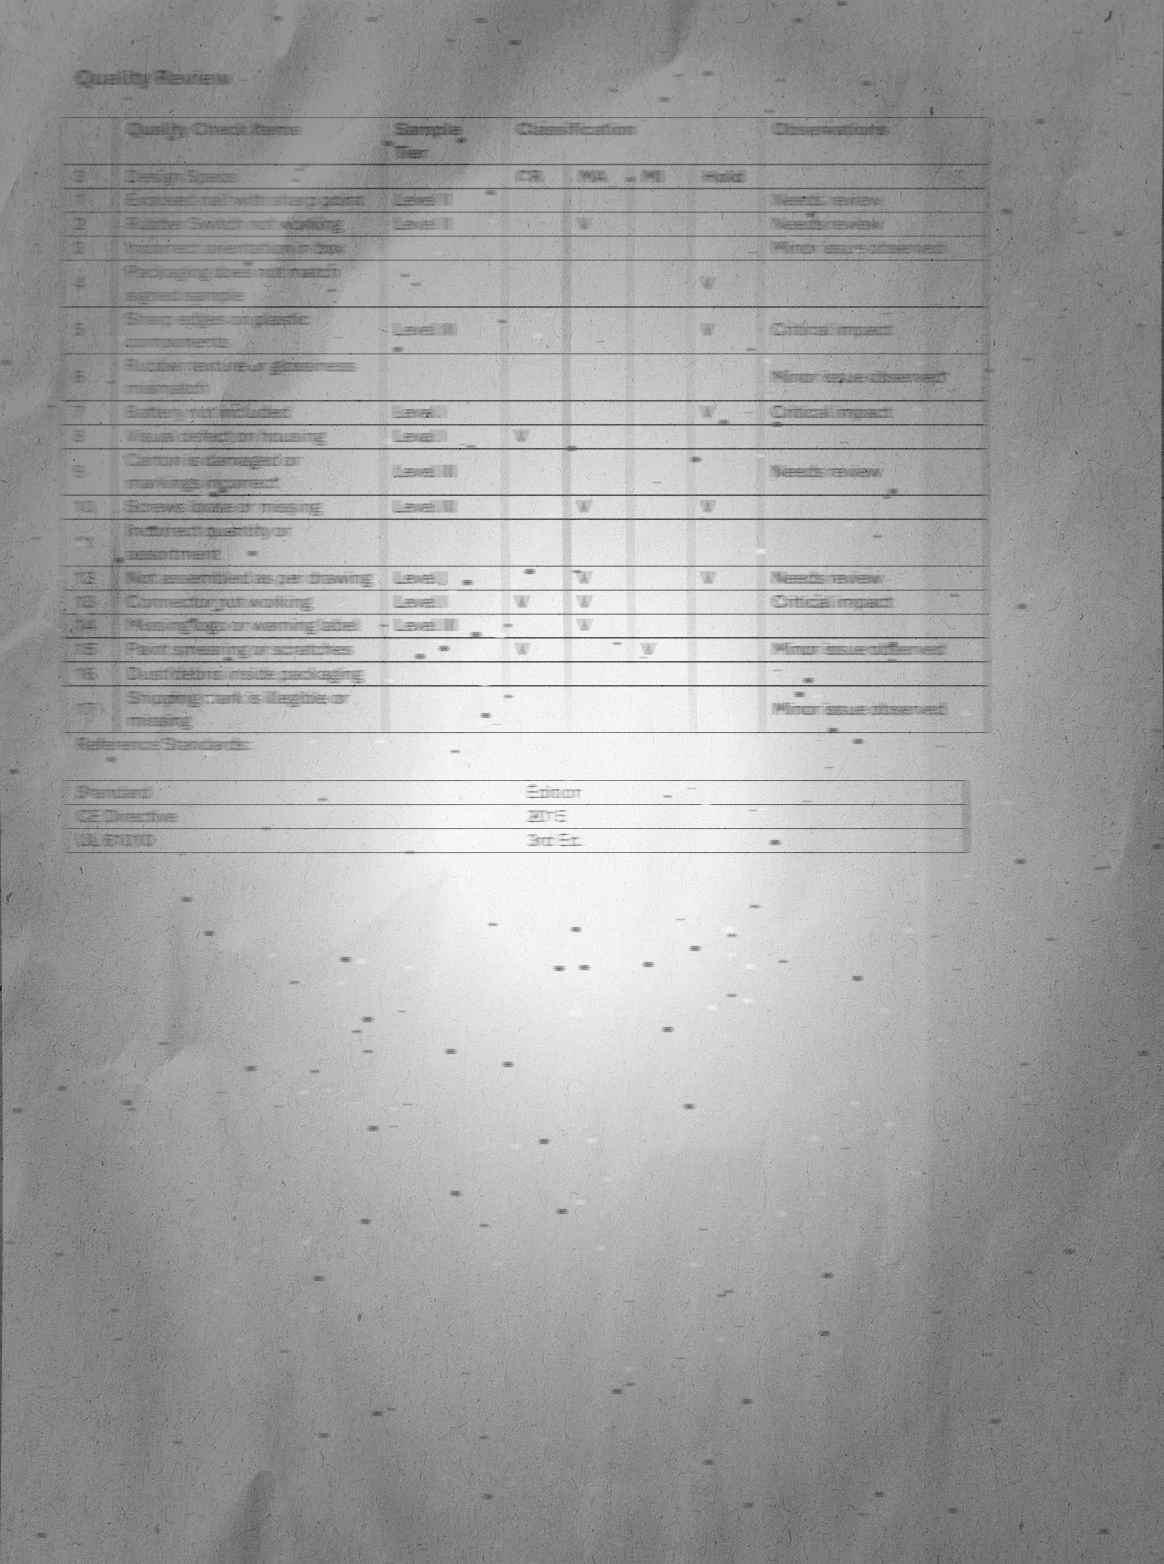 Quality Review
Quality Check Items Sample Classification Observations
Tier
0 Design Specs CR MA MI Hold
1 Exposed nail with sharp point Level II Needs review
2 Rubber Switch not working Level II Needs review
3 in box Minor issue observed
Packaging does not match
4
signed sample
Sharp edges on plastic
5 Level III Critical impact
components
Rubber texture or glossiness
6 Minor issue observed
mismatch
7 Battery not included Level I Critical impact
8 Visual defect on housing Level I
Carton is damaged or
9 Level III Needs review
markings incorrect
10 Screws loose or missing Level III
Incorrect quantity or
11
assortment
12 Not assembled as per drawing Level Needs review
13 Connector not working Level II Critical impact
14 Missing logo or warning label Level III
15 Paint smearing or scratches Minor issue observed
16 Dust/debris inside packaging
Shipping mark is illegible or
17 Minor issue observed
missing
Reference Standards:
Standard Edition
CE Directive
UL 3rd Ed.